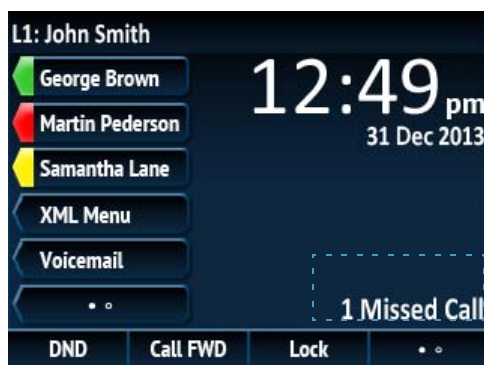 L1: John Smith
George Brown
12:49 pm
Martin Pederson
31 Dec 2013
Samantha Lane
XML Menu
Voicemail
1 Missed Call
DND Call FWD Lock